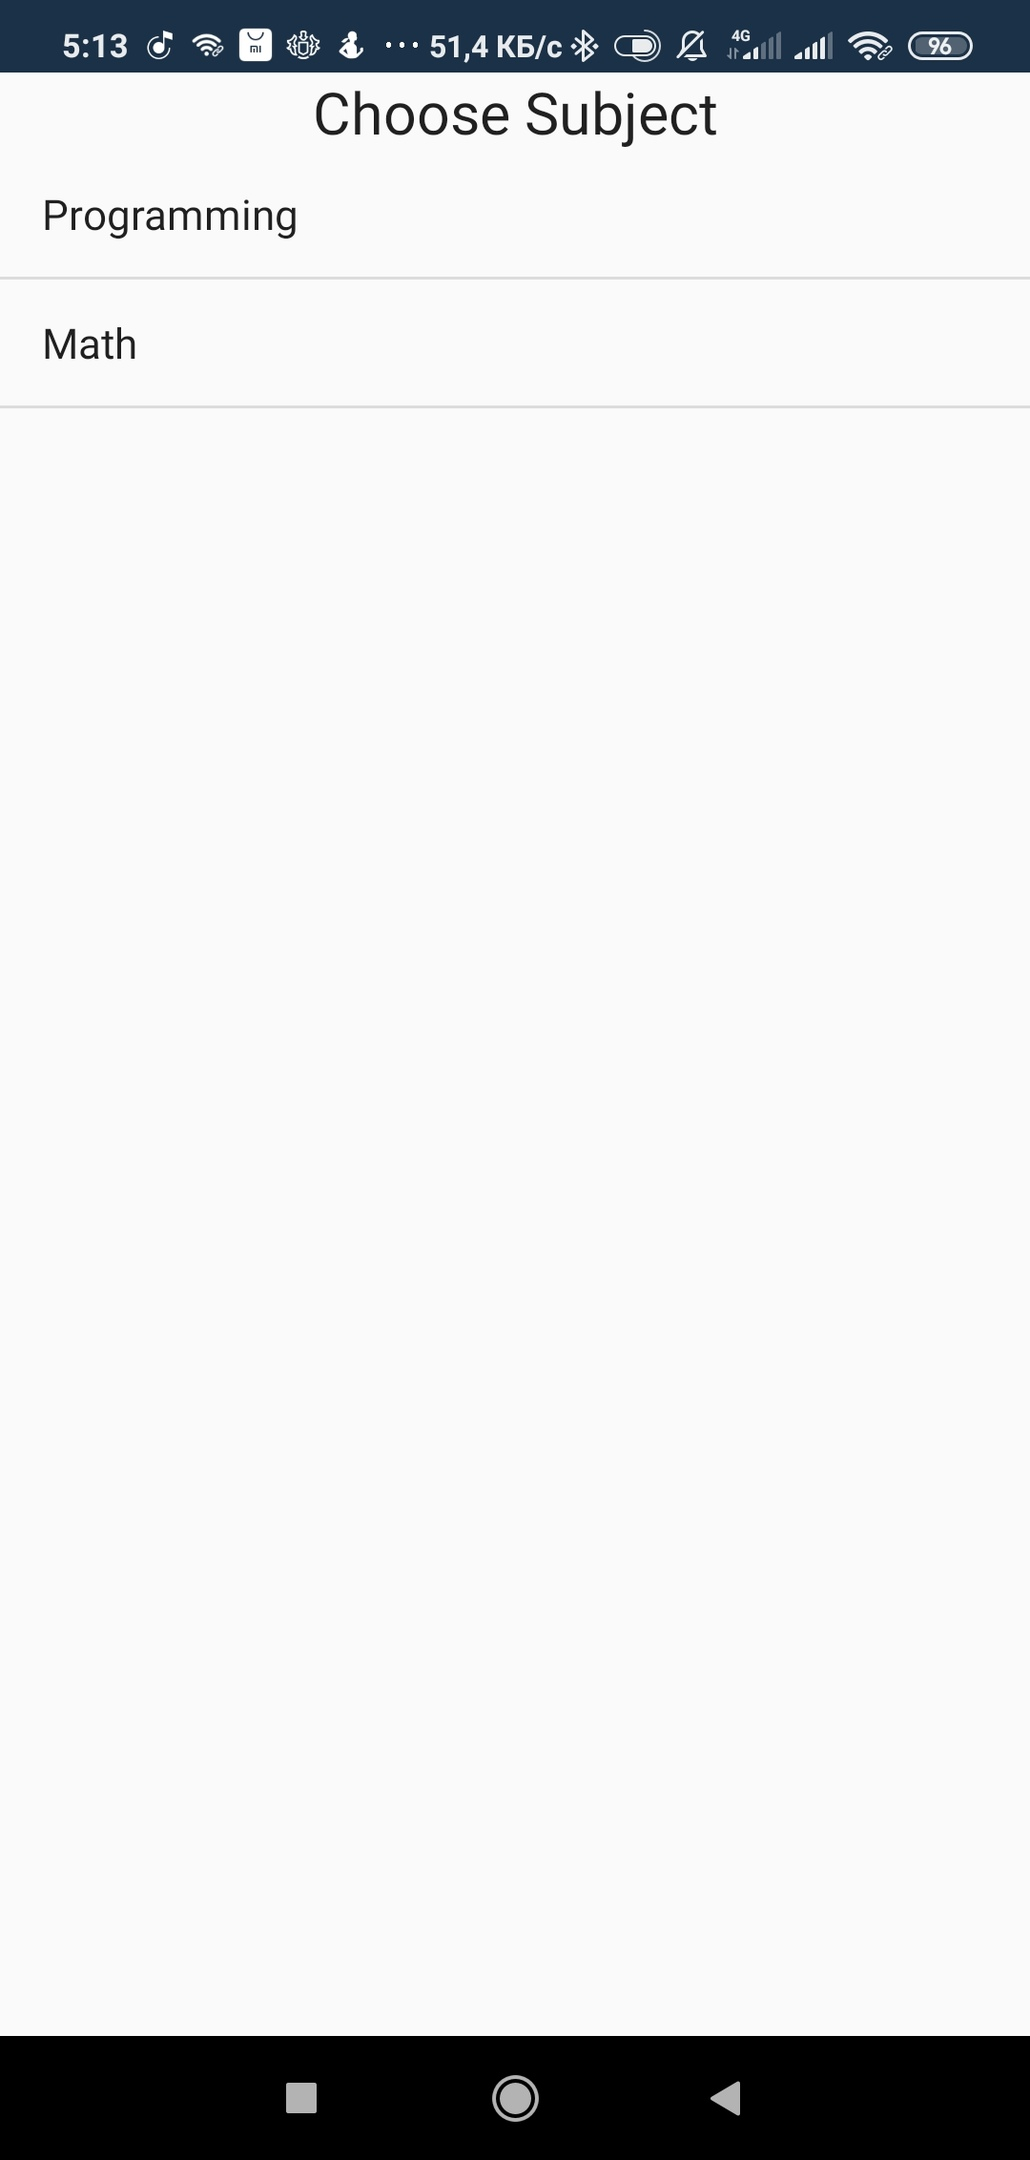 5:13 51,4 КБ/с 4G 96
Choose Subject
Programming
Math